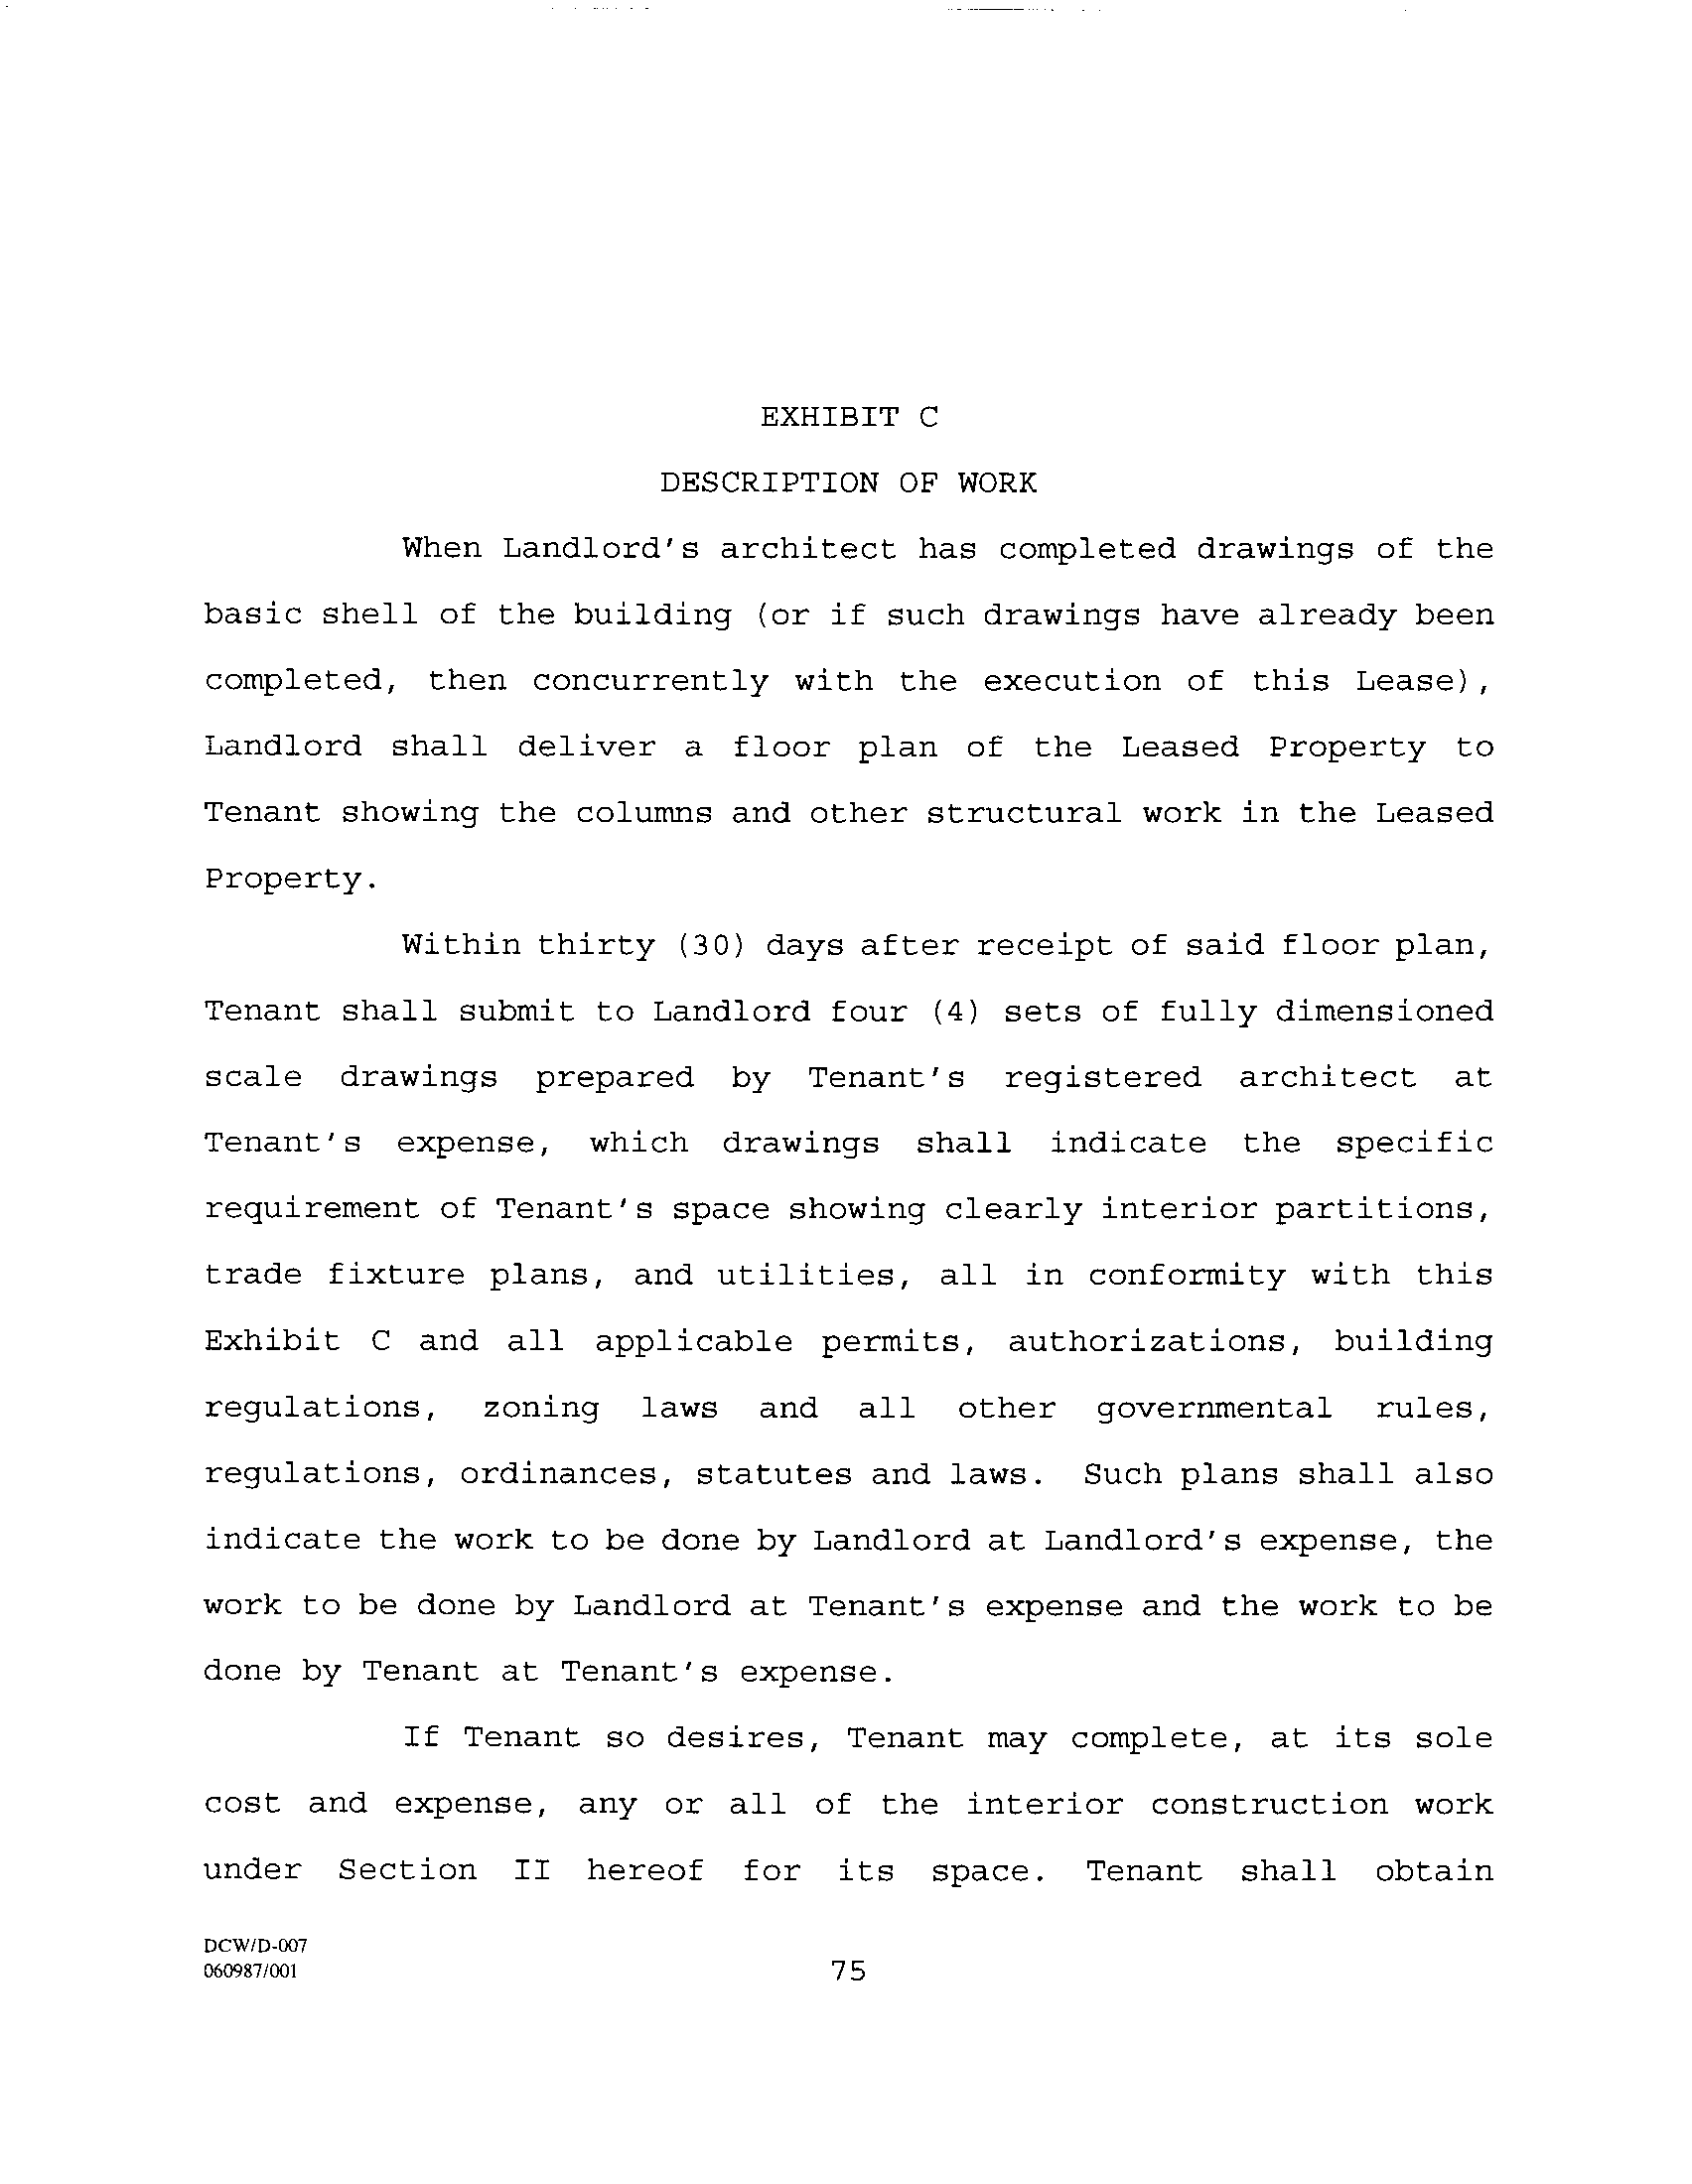 EXHIBIT C
DESCRIPTION OF WORK
When Landlord's architect has completed drawings of the
basic shell of the building (or if such drawings have already been
completed, then concurrently with the execution of this Lease),
Landlord shall deliver a floor plan of the Leased Property to
Tenant showing the columns and other structural work in the Leased
Property.
Within thirty (30) days after receipt of said floor plan,
Tenant shall submit to Landlord four (4) sets of fully dimensioned
scale drawings prepared by Tenant's registered architect at
Tenant's expense, which drawings shall indicate the specific
requirement of Tenant's space showing clearly interior partitions,
trade fixture plans, and utilities, all in conformity with this
Exhibit C and all applicable permits, authorizations, building
regulations, zoning laws and all other governmental rules,
regulations, ordinances, statutes and laws. Such plans shall also
indicate the work to be done by Landlord at Landlord's expense, the
work to be done by Landlord at Tenant's expense and the work to be
done by Tenant at Tenant's expense.
If Tenant so desires, Tenant may complete, at its sole
cost and expense, any or all of the interior construction work
under Section II hereof for its space. Tenant shall obtain
DCW/D-007
060987/001
75